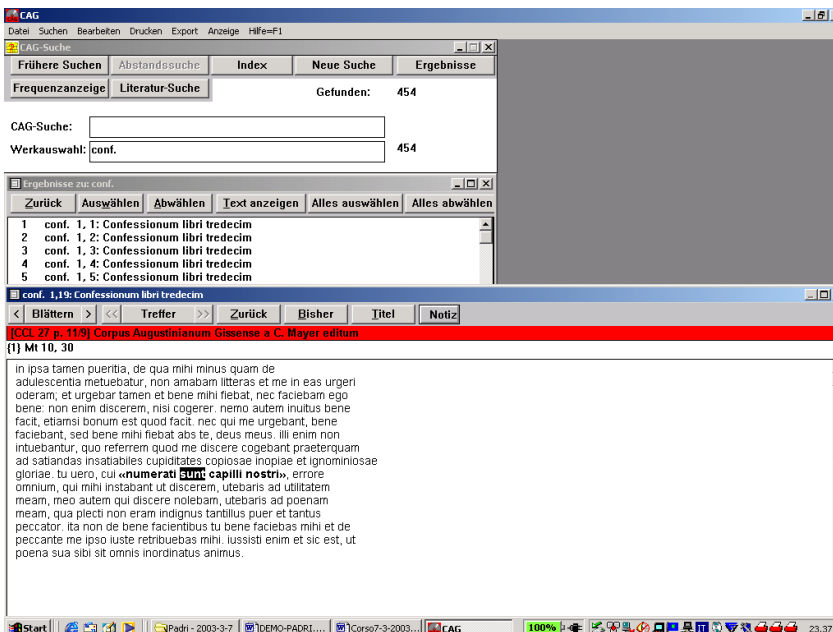 CAG
Datei Suchen Bearbeiten Drucken Export Anzeige Hilfe=F1
CAG-Suche
Frühere Suchen Abstandssuche Index Neue Suche Ergebnisse
Frequenzanzeige Literatur-Suche Gefunden: 454
CAG-Suche:
Werkauswahl: conf. 454
Ergebnisse zu: conf.
Zurück Auswählen Abwählen Text anzeigen Alles auswählen Alles abwählen
1 conf. 1, 1: Confessionum libri tredecim
2 conf. 1, 2: Confessionum libri tredecim
3 conf. 1, 3: Confessionum libri tredecim
4 conf. 1, 4: Confessionum libri tredecim
5 conf. 1, 5: Confessionum libri tredecim
conf. 1,19: Confessionum libri tredecim
< Blättern > << Treffer >> Zurück Bisher Titel Notiz
[CCL 27 p. 11/9] Corpus Augustinianum Gissense a C. Mayer editum
{1} Mt 10, 30
in ipsa tamen pueritia, de qua mihi minus quam de
adulescentia metuebatur, non amabam litteras et me in eas urgeri
oderam; et urgebar tamen et bene mihi fiebat, nec faciebam ego
bene: non enim discerem, nisi cogerer. nemo autem inuitus bene
facit, etiamsi bonum est quod facit. nec qui me urgebant, bene
faciebant, sed bene mihi fiebat abs te, deus meus. illi enim non
intuebantur, quo referrem quod me discere cogebant praeterquam
ad satiandas insatiabiles cupiditates copiosae inopiae et ignominiosae
gloriae. tu uero, cui «numerati sunt capilli nostri», errore
omnium, qui mihi instabant ut discerem, utebaris ad utilitatem
meam, meo autem qui discere nolebam, utebaris ad poenam
meam, qua plecti non eram indignus tantillus puer et tantus
peccator. ita non de bene facientibus tu bene faciebas mihi et de
peccante me ipso iuste retribuebas mihi. iussisti enim et sic est, ut
poena sua sibi sit omnis inordinatus animus.
Start Padri - 2003-3-7 DEMO-PADRI.... Corso7-3-2003.... CAG 100% IT 23.37